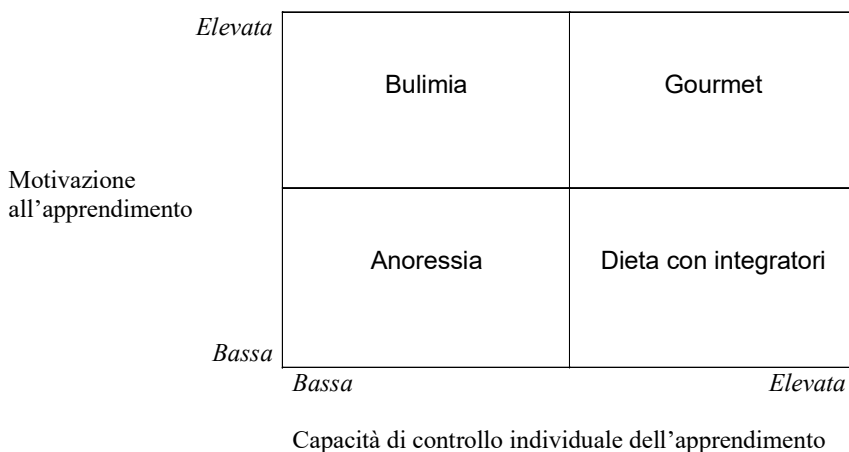 Elevata
Bulimia Gourmet
Motivazione
all’apprendimento
Anoressia Dieta con integratori
Bassa
Bassa Elevata
Capacità di controllo individuale dell’apprendimento